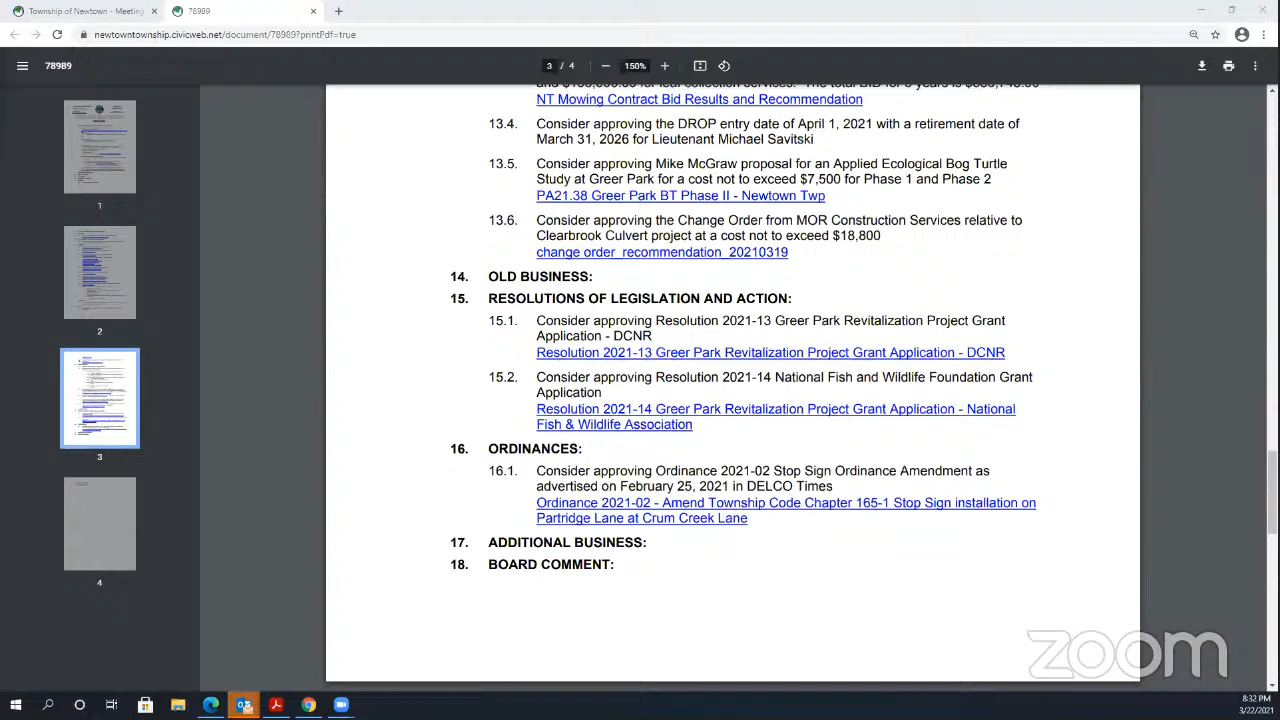 Township of Newtown - Meeting
78989
newtowntownship.civicweb.net/document/78989?printPdf=true
78989
3 / 4
150%
NT Mowing Contract Bid Results and Recommendation
13.4. Consider approving the DROP entry date of April 1, 2021 with a retirement date of
March 31, 2026 for Lieutenant Michael Savitski
13.5. Consider approving Mike McGraw proposal for an Applied Ecological Bog Turtle
Study at Greer Park for a cost not to exceed $7,500 for Phase 1 and Phase 2
PA21.38 Greer Park BT Phase II - Newtown Twp
13.6. Consider approving the Change Order from MOR Construction Services relative to
Clearbrook Culvert project at a cost not to exceed $18,800
change order_recommendation_20210319
14. OLD BUSINESS:
15. RESOLUTIONS OF LEGISLATION AND ACTION:
15.1. Consider approving Resolution 2021-13 Greer Park Revitalization Project Grant
Application - DCNR
Resolution 2021-13 Greer Park Revitalization Project Grant Application - DCNR
15.2. Consider approving Resolution 2021-14 National Fish and Wildlife Foundation Grant
Application
Resolution 2021-14 Greer Park Revitalization Project Grant Application - National
Fish & Wildlife Association
16. ORDINANCES:
16.1. Consider approving Ordinance 2021-02 Stop Sign Ordinance Amendment as
advertised on February 25, 2021 in DELCO Times
Ordinance 2021-02 - Amend Township Code Chapter 165-1 Stop Sign installation on
Partridge Lane at Crum Creek Lane
17. ADDITIONAL BUSINESS:
18. BOARD COMMENT:
1
2
3
4
zoom
8:32 PM
3/22/2021